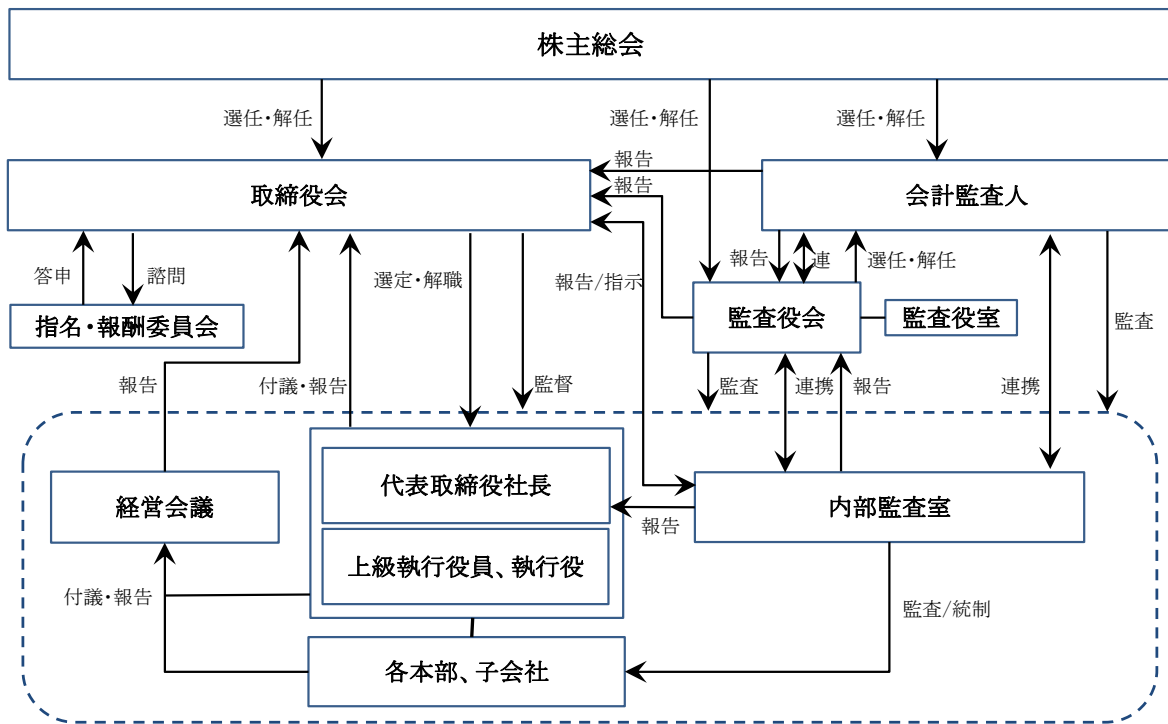 株主総会
選任・解任
選任・解任
選任・解任
報告
報告
取締役会
会計監査人
答申
諮問
選定・解職
報告/指示
報告
連
選任・解任
指名・報酬委員会
監査役会
監査役室
監査
報告
付議・報告
監督
監査
連携
報告
連携
代表取締役社長
経営会議
内部監査室
報告
上級執行役員、執行役
付議・報告
監査/統制
各本部、子会社